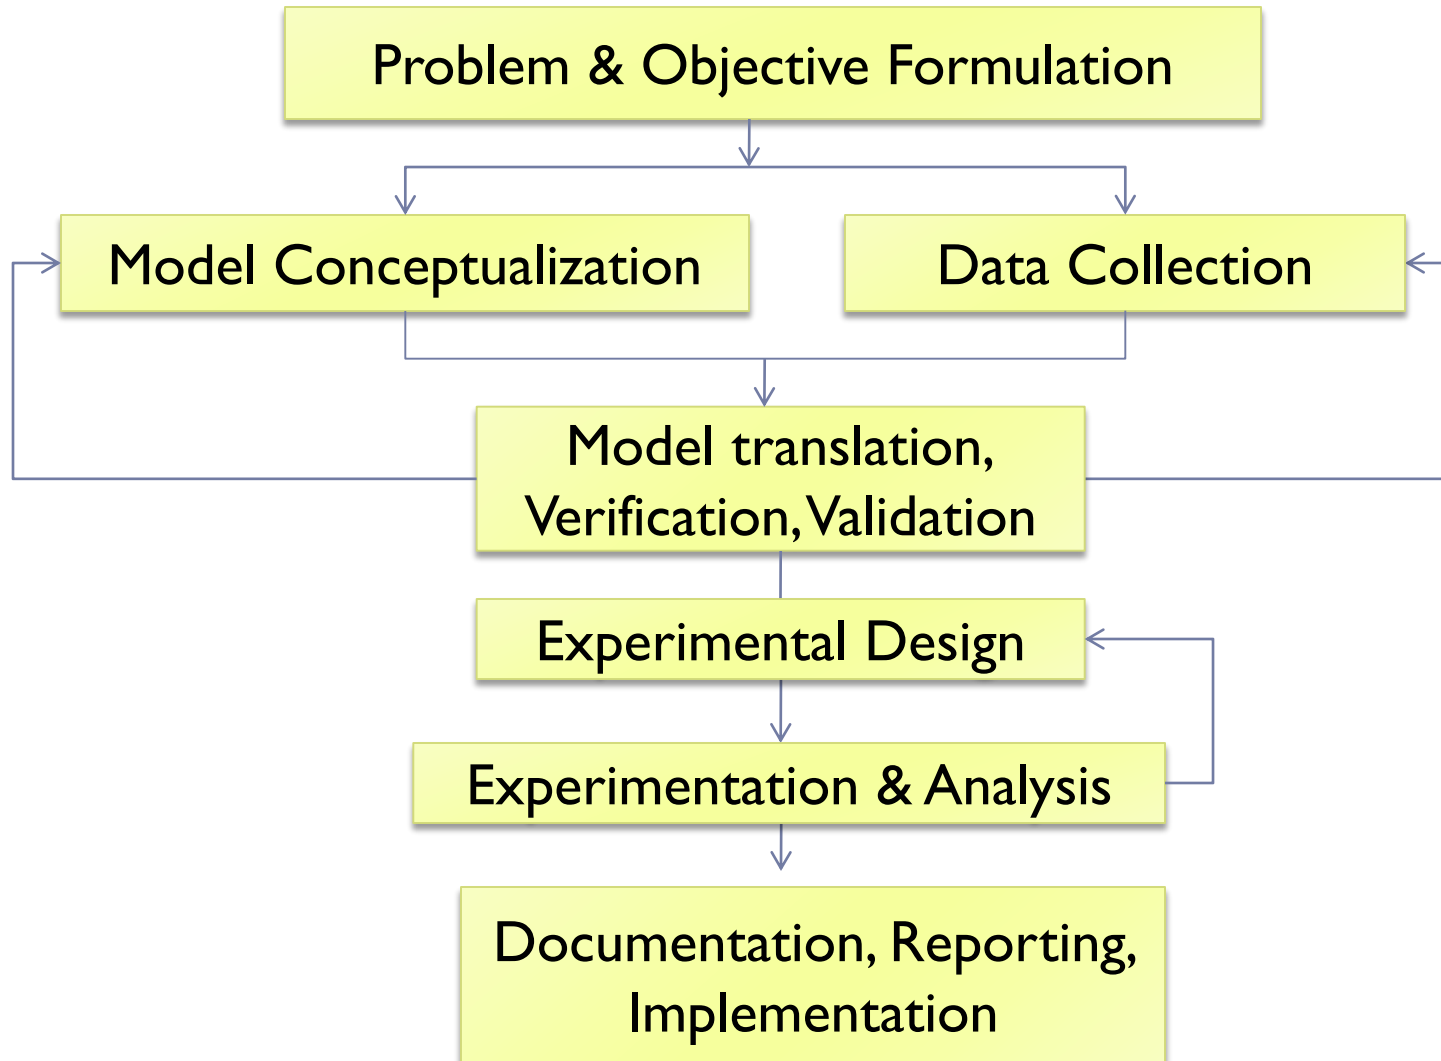 Problem & Objective Formulation
Model Conceptualization
Data Collection
Model translation,
Verification, Validation
Experimental Design
Experimentation & Analysis
Documentation, Reporting,
Implementation